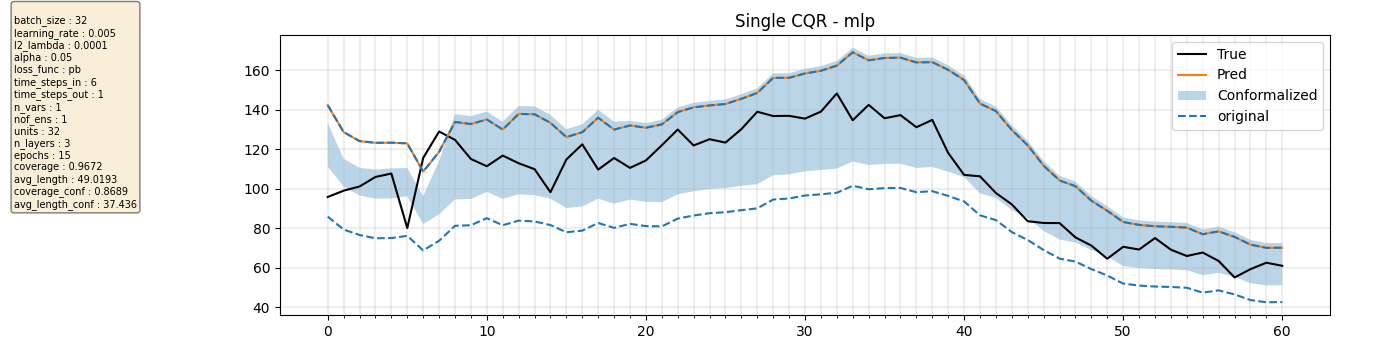 batch_size : 32
learning_rate : 0.005
l2_lambda : 0.0001
alpha : 0.05
loss_func : pb
time_steps_in : 6
time_steps_out : 1
n_vars : 1
nof_ens : 1
units : 32
n_layers : 3
epochs : 15
coverage : 0.9672
avg_length : 49.0193
coverage_conf : 0.8689
avg_length_conf : 37.436
Single CQR - mlp
True
Pred
Conformalized
original
160
140
120
100
80
60
40
0 10 20 30 40 50 60